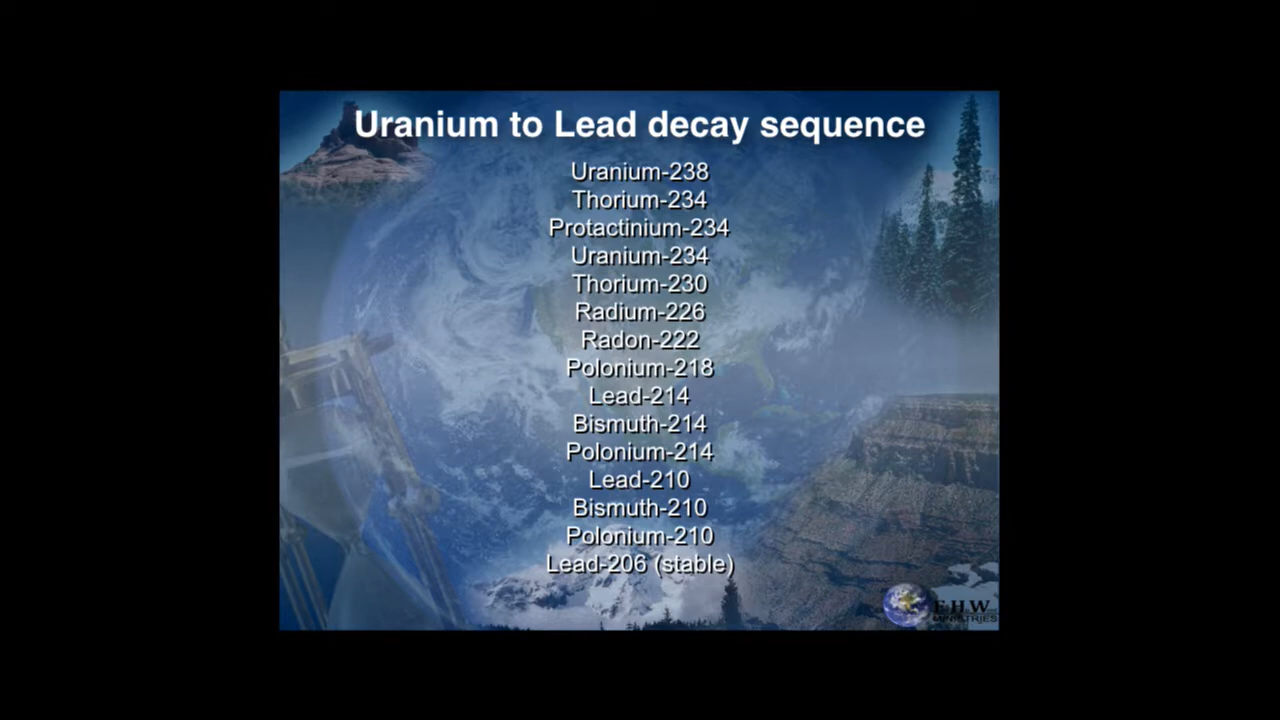 Uranium to Lead decay sequence
Uranium-238
Thorium-234
Protactinium-234
Uranium-234
Thorium-230
Radium-226
Radon-222
Polonium-218
Lead-214
Bismuth-214
Polonium-214
Lead-210
Bismuth-210
Polonium-210
Lead-206 (stable)
E H W
MINISTRIES